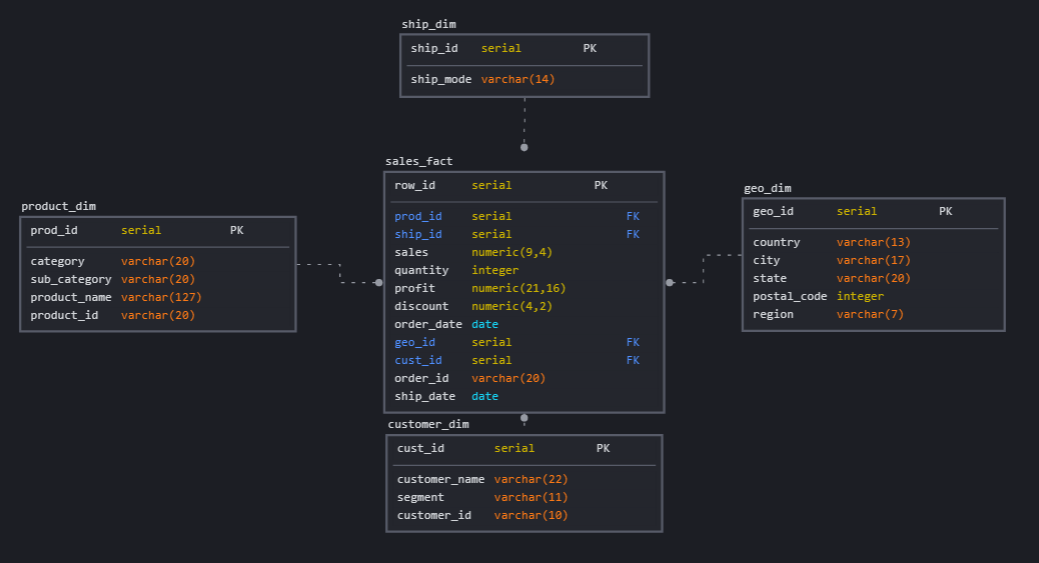 ship_dim
ship_id serial PK
ship_mode varchar(14)
sales_fact
row_id serial PK
prod_id serial FK
ship_id serial FK
sales numeric(9,4)
quantity integer
profit numeric(21,16)
discount numeric(4,2)
order_date date
geo_id serial FK
cust_id serial FK
order_id varchar(20)
ship_date date
product_dim
prod_id serial PK
category varchar(20)
sub_category varchar(20)
product_name varchar(127)
product_id varchar(20)
geo_dim
geo_id serial PK
country varchar(13)
city varchar(17)
state varchar(20)
postal_code integer
region varchar(7)
customer_dim
cust_id serial PK
customer_name varchar(22)
segment varchar(11)
customer_id varchar(10)